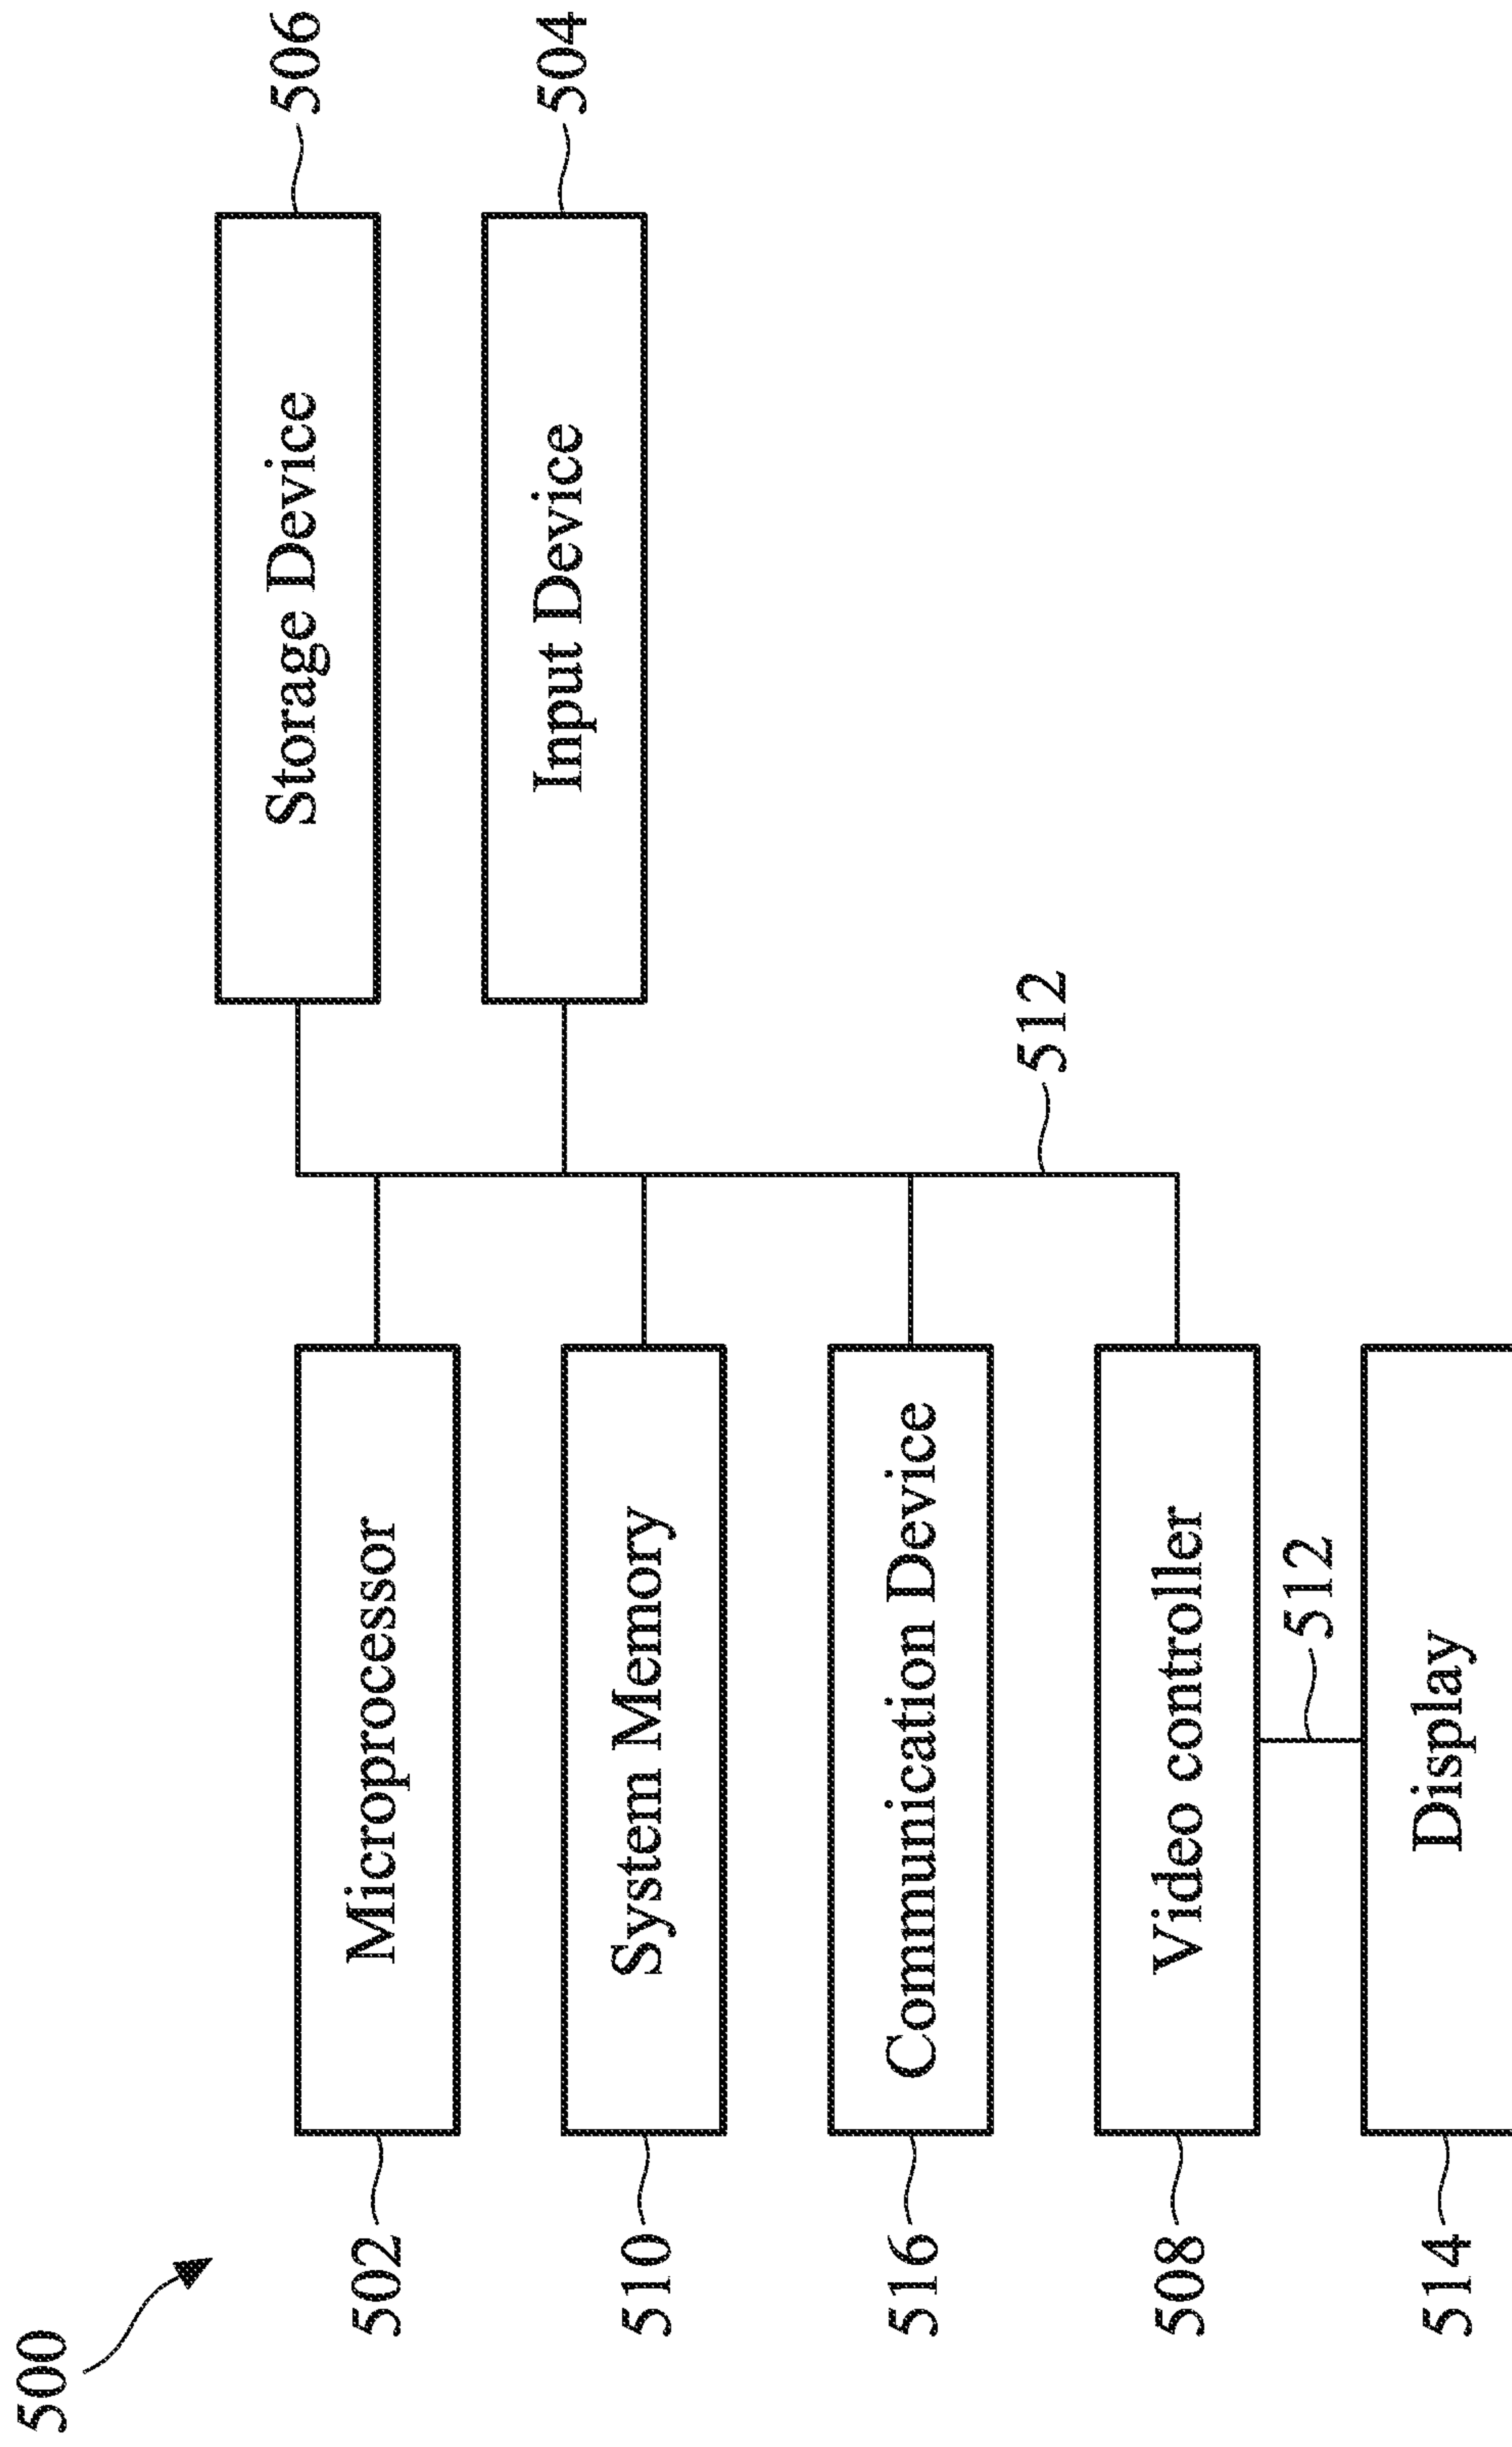 500
502
Microprocessor
Storage Device
506
510
System Memory
Input Device
504
516
Communication Device
512
508
Video controller
512
514
Display